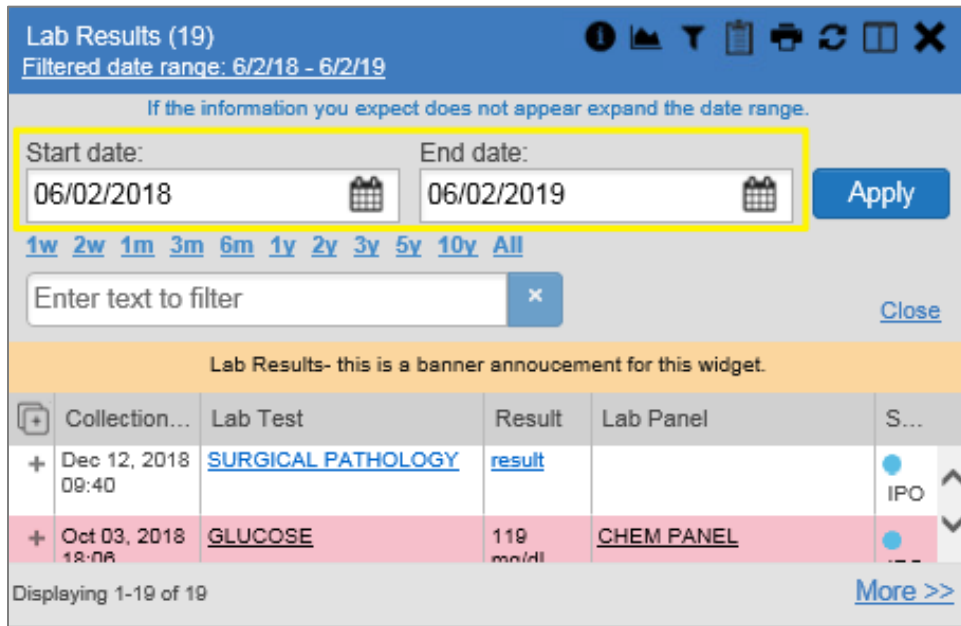 Lab Results (19)
Filtered date range: 6/2/18 - 6/2/19
If the information you expect does not appear expand the date range.
Start date: End date:
06/02/2018 06/02/2019 Apply
1w 2w 1m 3m 6m 1y 2y 3y 5y 10y All
Enter text to filter ×
Close
Lab Results- this is a banner annoucement for this widget.
Collection... Lab Test Result Lab Panel S...
+ Dec 12, 2018 SURGICAL PATHOLOGY result
09:40 IPO
+ Oct 03, 2018 GLUCOSE 119 CHEM PANEL
18:06 mg/dl
Displaying 1-19 of 19 More >>